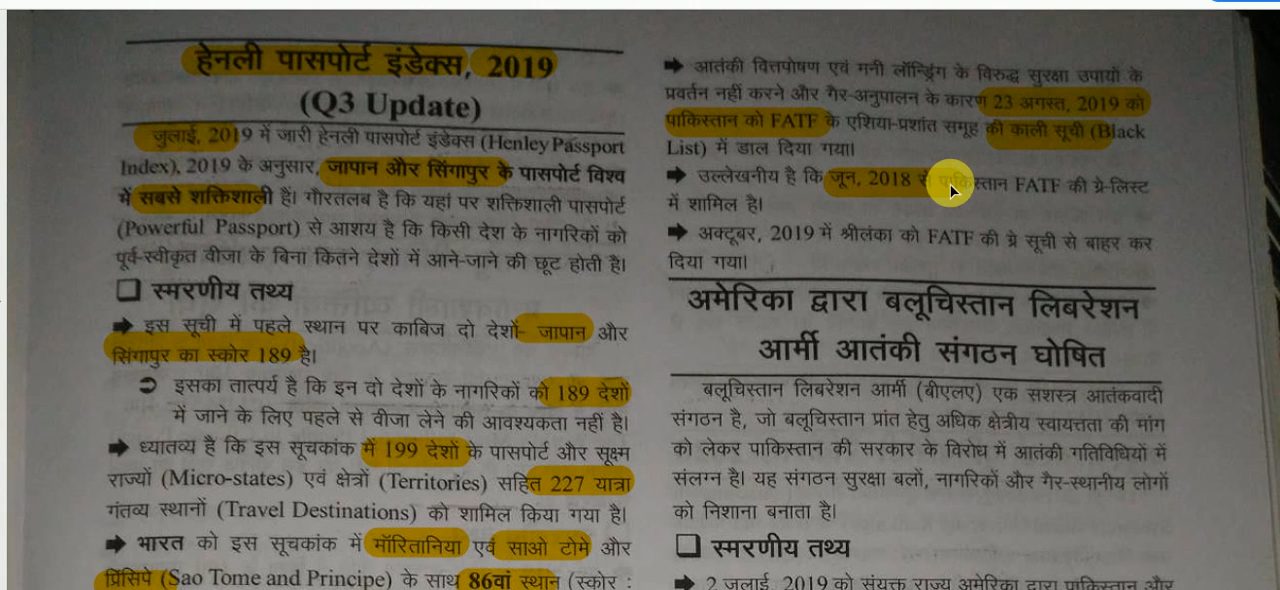 हेनली पासपोर्ट इंडेक्स, 2019
(Q3 Update)
जुलाई, 2019 में जारी हेनली पासपोर्ट इंडेक्स (Henley Passport
Index), 2019 के अनुसार, जापान और सिंगापुर के पासपोर्ट विश्व
में सबसे शक्तिशाली हैं। गौरतलब है कि यहां पर शक्तिशाली पासपोर्ट
(Powerful Passport) से आशय है कि किसी देश के नागरिकों को
पूर्व-स्वीकृत वीजा के बिना कितने देशों में आने-जाने की छूट होती है।
❑ स्मरणीय तथ्य
➡ इस सूची में पहले स्थान पर काबिज दो देशों- जापान और
सिंगापुर का स्कोर 189 है।
➲ इसका तात्पर्य है कि इन दो देशों के नागरिकों को 189 देशों
में जाने के लिए पहले से वीजा लेने की आवश्यकता नहीं है।
➡ ध्यातव्य है कि इस सूचकांक में 199 देशों के पासपोर्ट और सूक्ष्म
राज्यों (Micro-states) एवं क्षेत्रों (Territories) सहित 227 यात्रा
गंतव्य स्थानों (Travel Destinations) को शामिल किया गया है।
➡ भारत को इस सूचकांक में मॉरितानिया एवं साओ टोमे और
प्रिंसिपे (Sao Tome and Principe) के साथ 86वां स्थान (स्कोर :
➡ आतंकी वित्तपोषण एवं मनी लॉन्ड्रिंग के विरुद्ध सुरक्षा उपायों के
प्रवर्तन नहीं करने और गैर-अनुपालन के कारण 23 अगस्त, 2019 को
पाकिस्तान को FATF के एशिया-प्रशांत समूह की काली सूची (Black
List) में डाल दिया गया।
➡ उल्लेखनीय है कि जून, 2018 से पाकिस्तान FATF की ग्रे-लिस्ट
में शामिल है।
➡ अक्टूबर, 2019 में श्रीलंका को FATF की ग्रे सूची से बाहर कर
दिया गया।
अमेरिका द्वारा बलूचिस्तान लिबरेशन
आर्मी आतंकी संगठन घोषित
बलूचिस्तान लिबरेशन आर्मी (बीएलए) एक सशस्त्र आतंकवादी
संगठन है, जो बलूचिस्तान प्रांत हेतु अधिक क्षेत्रीय स्वायत्तता की मांग
को लेकर पाकिस्तान की सरकार के विरोध में आतंकी गतिविधियों में
संलग्न है। यह संगठन सुरक्षा बलों, नागरिकों और गैर-स्थानीय लोगों
को निशाना बनाता है।
❑ स्मरणीय तथ्य
➡ 2 जुलाई, 2019 को संयुक्त राज्य अमेरिका द्वारा पाकिस्तान और